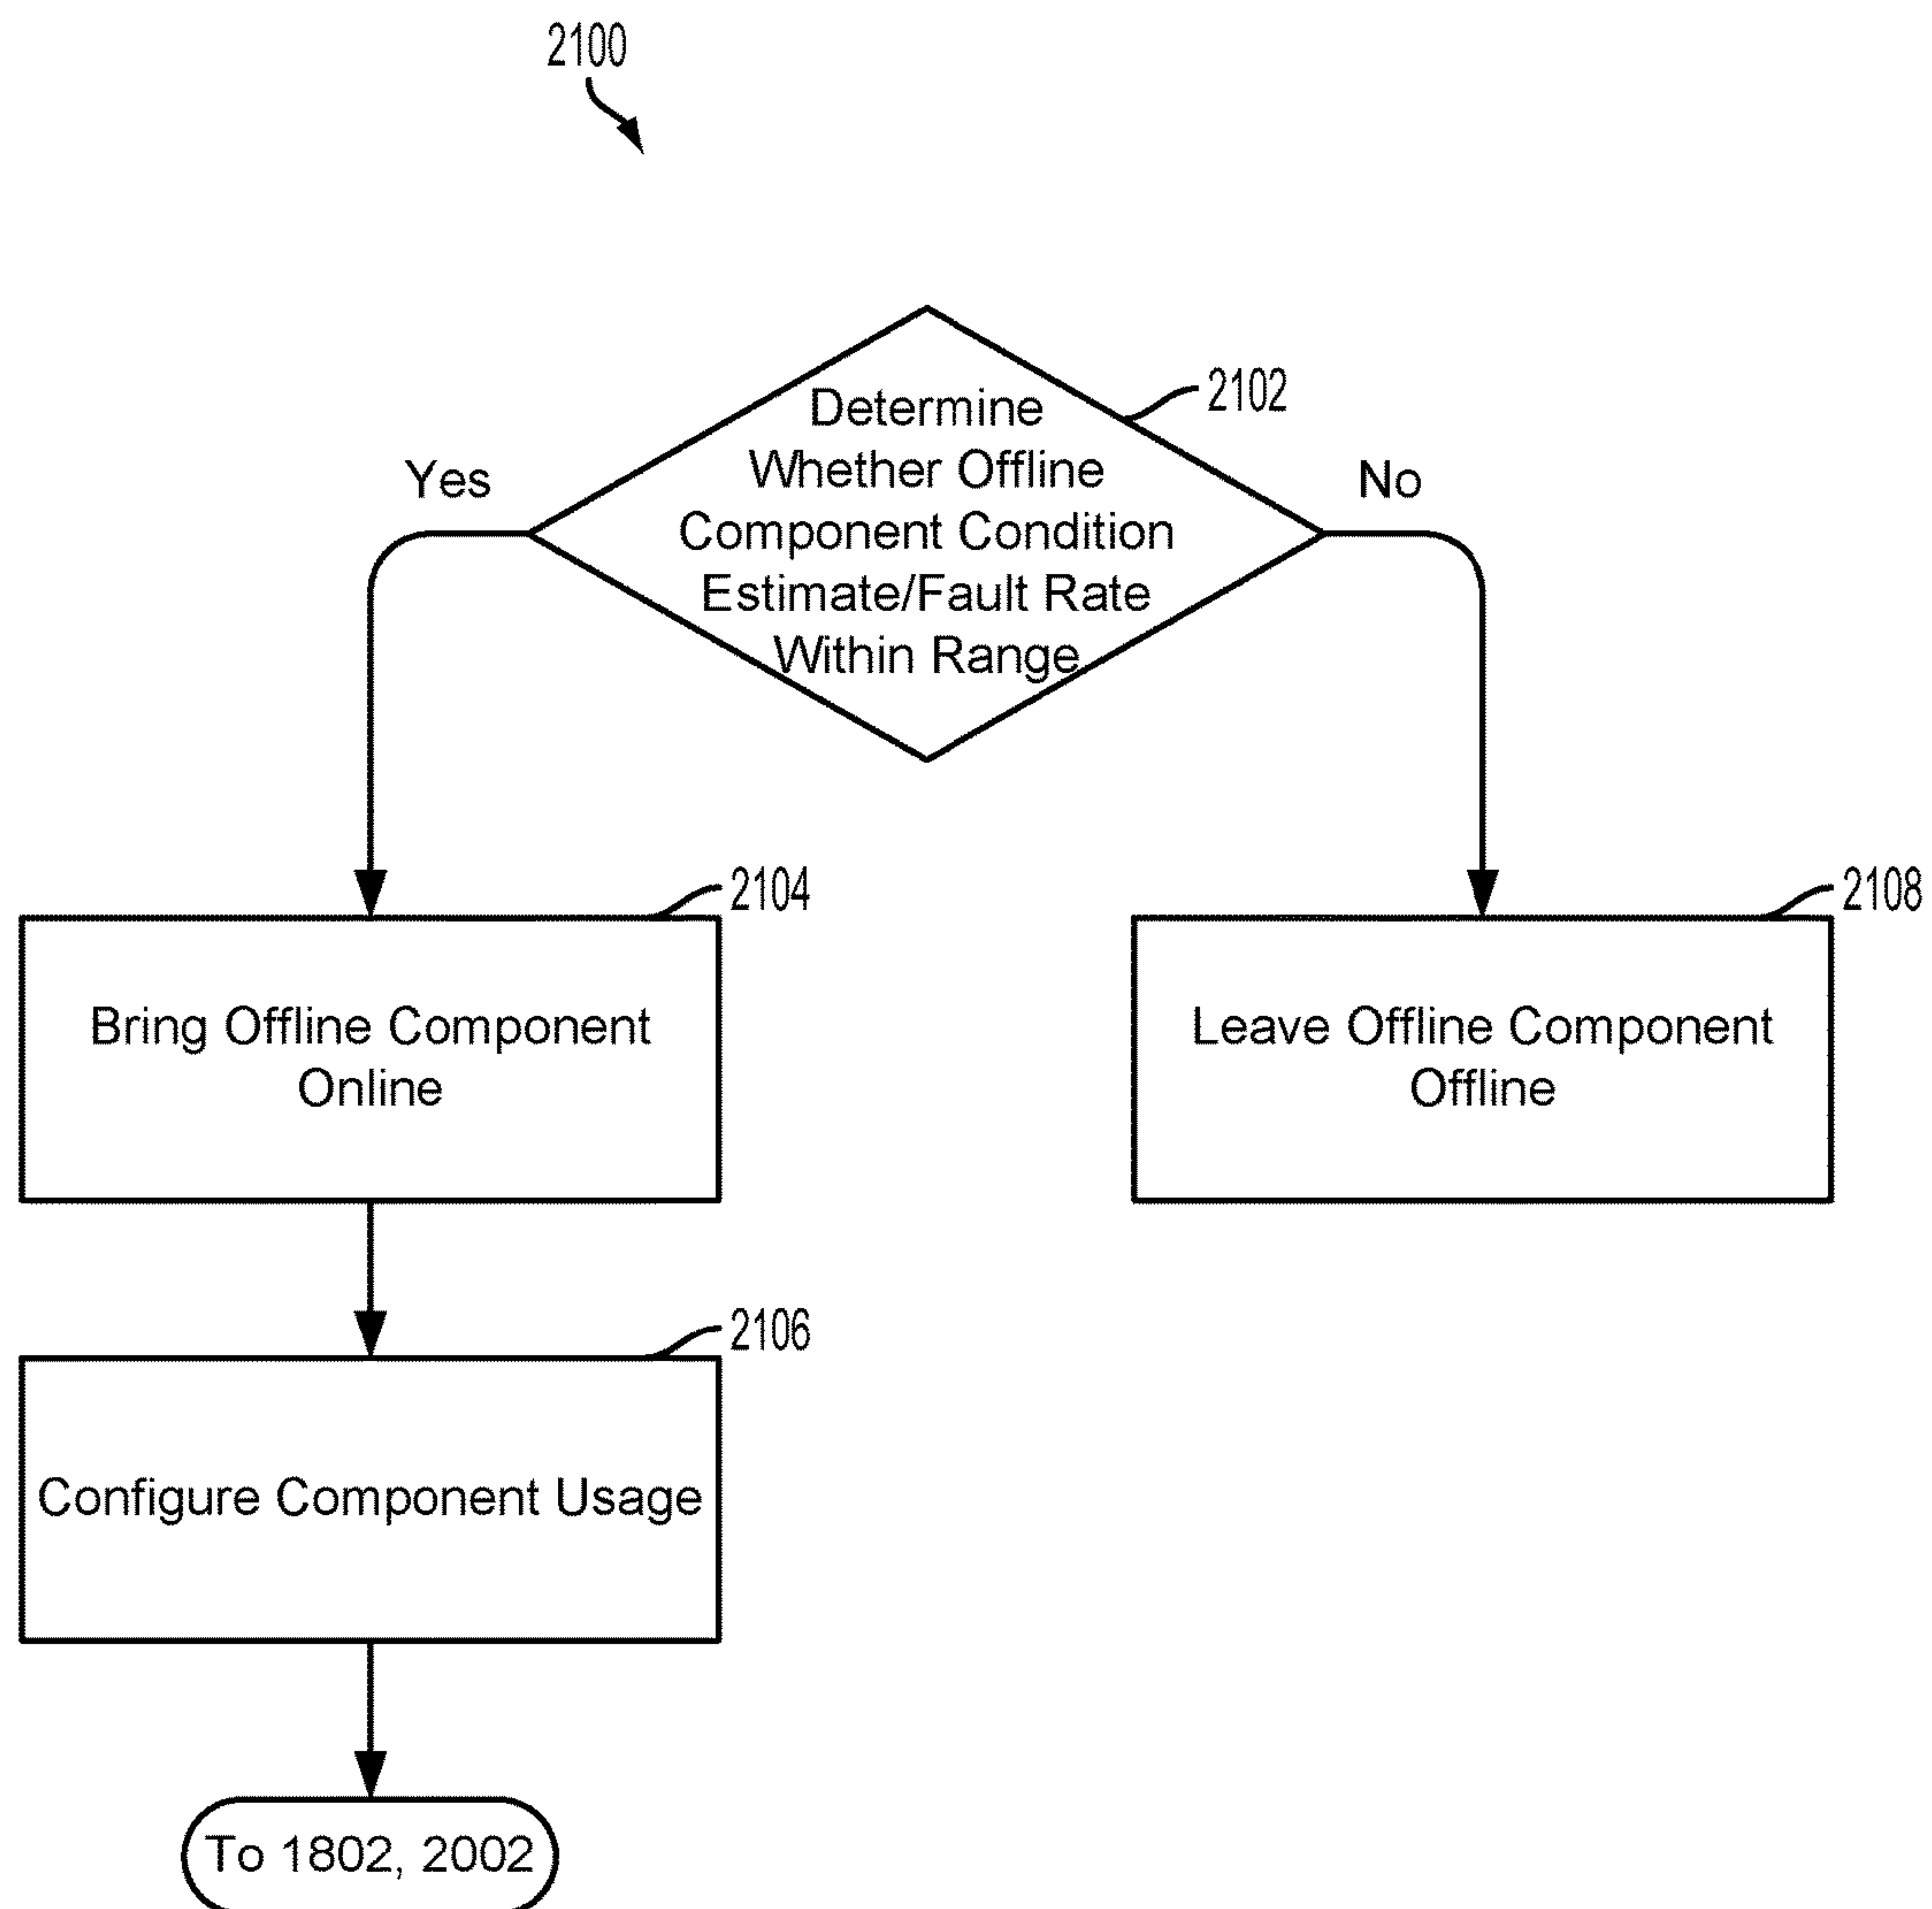 2100
2102
Determine
Whether Offline
Component Condition
Estimate/Fault Rate
Within Range
Yes
No
2104
Bring Offline Component
Online
2108
Leave Offline Component
Offline
2106
Configure Component Usage
To 1802, 2002